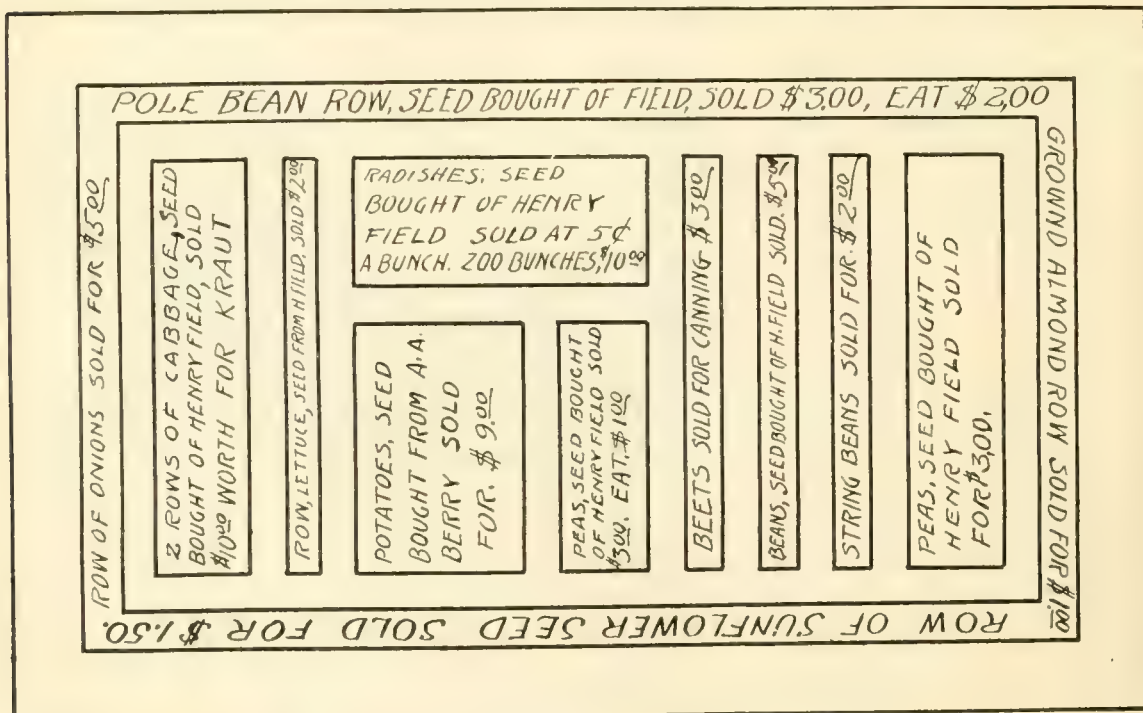 POLE BEAN ROW, SEED BOUGHT OF FIELD, SOLD $3,00, EAT $2,00
ROW OF ONIONS SOLD FOR $5.00
2 ROWS OF CABBAGE, SEED
BOUGHT OF HENRY FIELD, SOLD
$10.00 WORTH FOR KRAUT
ROW, LETTUCE, SEED FROM H FIELD, SOLD $2.00
RADISHES, SEED
BOUGHT OF HENRY
FIELD SOLD AT 5¢
A BUNCH. 200 BUNCHES, $10.00
POTATOES, SEED
BOUGHT FROM A.A.
BERRY SOLD
FOR. $9.00
PEAS, SEED BOUGHT
OF HENRY FIELD SOLD
$3.00. EAT. $1.00
BEETS SOLD FOR CANNING $3.00
BEANS, SEED BOUGHT OF H. FIELD SOLD. $5.00
STRING BEANS SOLD FOR. $2.00
PEAS, SEED BOUGHT OF
HENRY FIELD SOLD
FOR $3,00.
GROWND ALMOND ROW SOLD FOR $1.00
ROW OF SUNFLOWER SEED SOLD FOR $1.50.